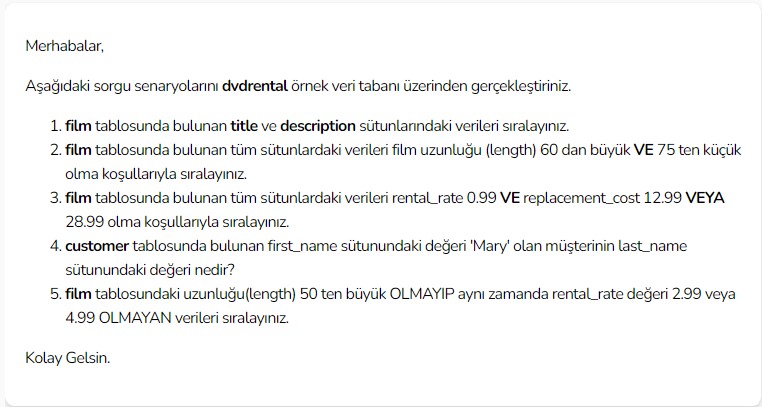 Merhabalar,
Aşağıdaki sorgu senaryolarını dvdrental örnek veri tabanı üzerinden gerçekleştiriniz.
1. film tablosunda bulunan title ve description sütunlarındaki verileri sıralayınız.
2. film tablosunda bulunan tüm sütunlardaki verileri film uzunluğu (length) 60 dan büyük VE 75 ten küçük
olma koşullarıyla sıralayınız.
3. film tablosunda bulunan tüm sütunlardaki verileri rental_rate 0.99 VE replacement_cost 12.99 VEYA
28.99 olma koşullarıyla sıralayınız.
4. customer tablosunda bulunan first_name sütunundaki değeri 'Mary' olan müşterinin last_name
sütunundaki değeri nedir?
5. film tablosundaki uzunluğu(length) 50 ten büyük OLMAYIP aynı zamanda rental_rate değeri 2.99 veya
4.99 OLMAYAN verileri sıralayınız.
Kolay Gelsin.